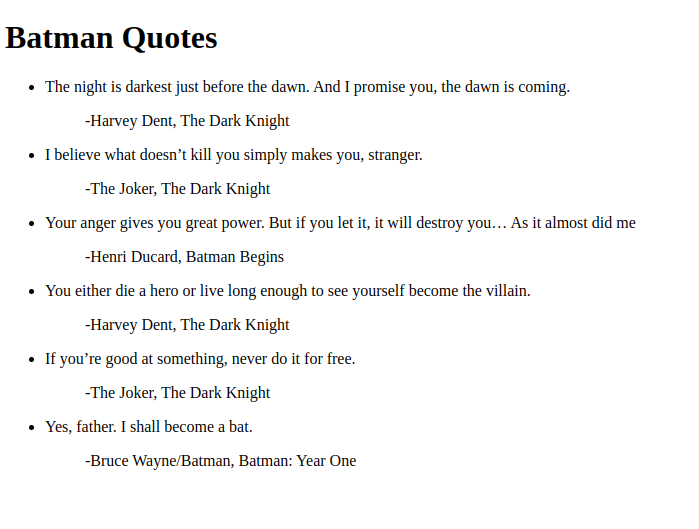 Batman Quotes
• The night is darkest just before the dawn. And I promise you, the dawn is coming.
-Harvey Dent, The Dark Knight
• I believe what doesn’t kill you simply makes you, stranger.
-The Joker, The Dark Knight
• Your anger gives you great power. But if you let it, it will destroy you… As it almost did me
-Henri Ducard, Batman Begins
• You either die a hero or live long enough to see yourself become the villain.
-Harvey Dent, The Dark Knight
• If you’re good at something, never do it for free.
-The Joker, The Dark Knight
• Yes, father. I shall become a bat.
-Bruce Wayne/Batman, Batman: Year One